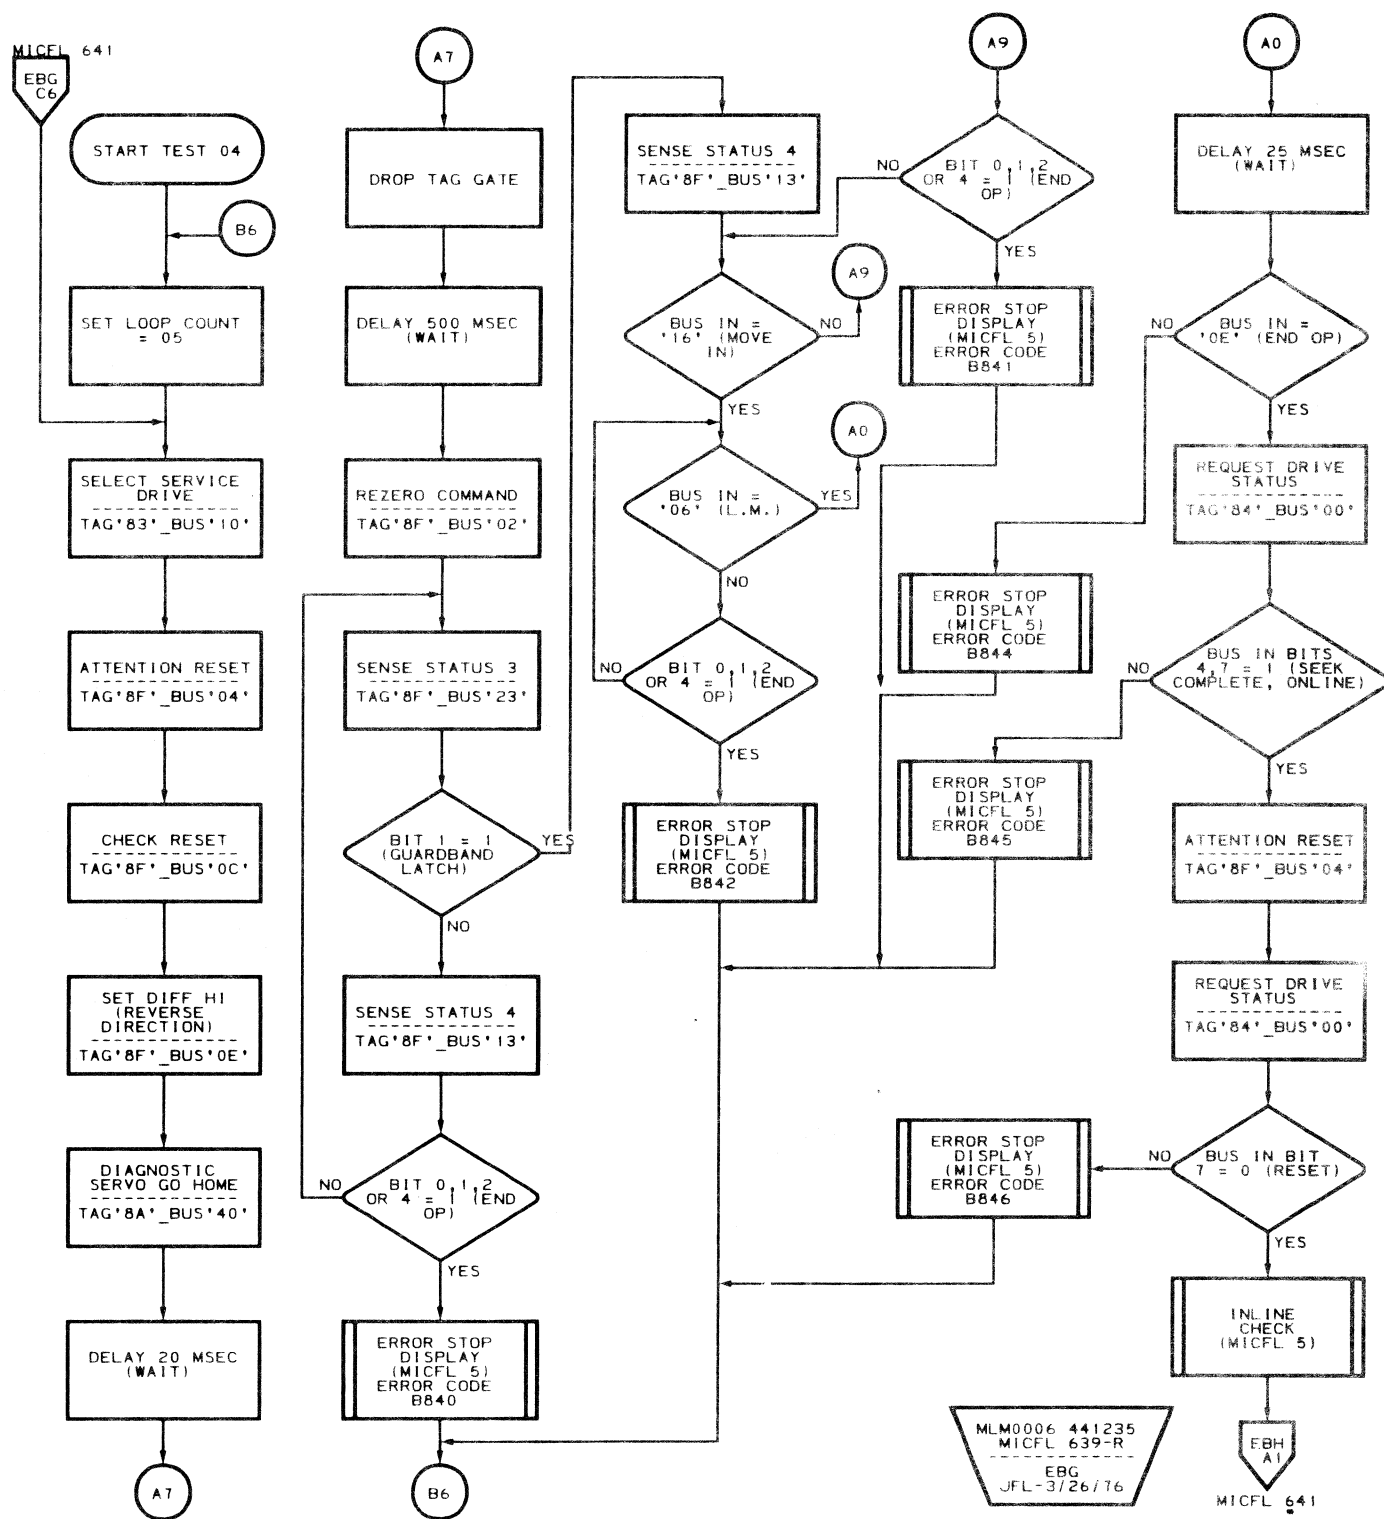 MICFL 641
EBG
C6
START TEST 04
B6
SET LOOP COUNT
= 05
SELECT SERVICE
DRIVE
TAG'83'_BUS'10'
ATTENTION RESET
TAG'8F'_BUS'04'
CHECK RESET
TAG'8F'_BUS'0C'
SET DIFF HI
(REVERSE
DIRECTION)
TAG'8F'_BUS'0E'
DIAGNOSTIC
SERVO GO HOME
TAG'8A'_BUS'40'
DELAY 20 MSEC
(WAIT)
A7
A7
DROP TAG GATE
DELAY 500 MSEC
(WAIT)
REZERO COMMAND
TAG'8F'_BUS'02'
SENSE STATUS 3
TAG'8F'_BUS'23'
BIT 1 = 1
(GUARDBAND
LATCH)
YES
NO
SENSE STATUS 4
TAG'8F'_BUS'13'
BIT 0,1,2
OR 4 = 1 (END
OP)
NO
YES
ERROR STOP
DISPLAY
(MICFL 5)
ERROR CODE
B840
B6
SENSE STATUS 4
TAG'8F'_BUS'13'
BUS IN =
'16' (MOVE
IN)
NO
A9
YES
BUS IN =
'06' (L.M.)
YES
A0
NO
BIT 0,1,2
OR 4 = 1 (END
OP)
NO
YES
ERROR STOP
DISPLAY
(MICFL 5)
ERROR CODE
B842
A9
BIT 0,1,2
OR 4 = 1 (END
OP)
NO
YES
ERROR STOP
DISPLAY
(MICFL 5)
ERROR CODE
B841
ERROR STOP
DISPLAY
(MICFL 5)
ERROR CODE
B844
ERROR STOP
DISPLAY
(MICFL 5)
ERROR CODE
B845
ERROR STOP
DISPLAY
(MICFL 5)
ERROR CODE
B846
A0
DELAY 25 MSEC
(WAIT)
BUS IN =
'0E' (END OP)
NO
YES
REQUEST DRIVE
STATUS
TAG'84'_BUS'00'
BUS IN BITS
4,7 = 1 (SEEK
COMPLETE, ONLINE)
NO
YES
ATTENTION RESET
TAG'8F'_BUS'04'
REQUEST DRIVE
STATUS
TAG'84'_BUS'00'
BUS IN BIT
7 = 0 (RESET)
NO
YES
INLINE
CHECK
(MICFL 5)
EBH
A1
MICFL 641
MLM0006 441235
MICFL 639-R
EBG
JFL-3/26/76